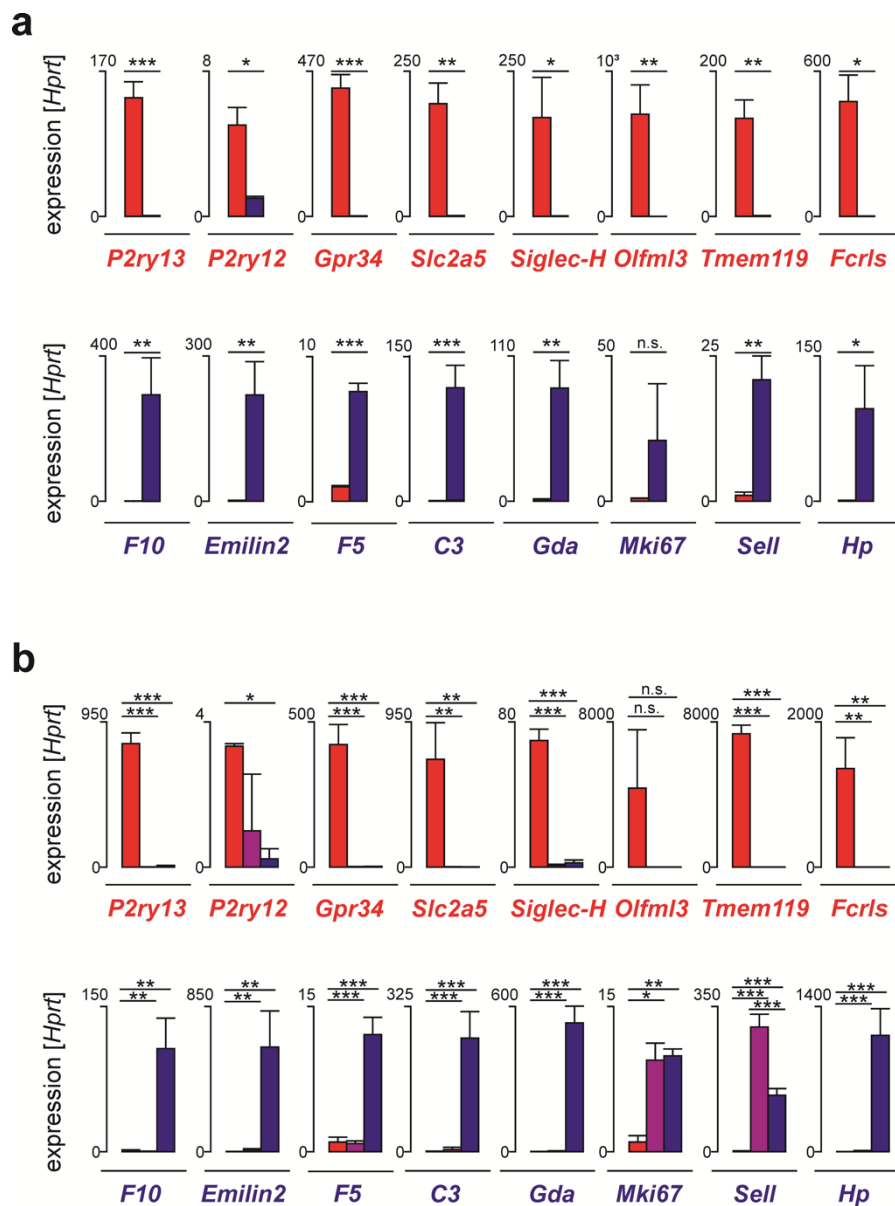 a
expression [Hprt]
170 *** 8 * 470 *** 250 ** 250 * 10³ ** 200 ** 600 *
0 0 0 0 0 0 0 0
P2ry13 P2ry12 Gpr34 Slc2a5 Siglec-H Olfml3 Tmem119 Fcrls
expression [Hprt]
400 ** 300 ** 10 *** 150 *** 110 ** 50 n.s. 25 ** 150 *
0 0 0 0 0 0 0 0
F10 Emilin2 F5 C3 Gda Mki67 Sell Hp
b
expression [Hprt]
*** * *** ** *** n.s. *** **
950 *** 4 500 *** 950 ** 80 *** 8000 n.s. 8000 *** 2000 **
0 0 0 0 0 0 0 0
P2ry13 P2ry12 Gpr34 Slc2a5 Siglec-H Olfml3 Tmem119 Fcrls
expression [Hprt]
** ** *** *** *** ** *** ***
150 ** 850 ** 15 *** 325 *** 600 *** 15 * 350 *** 1400 ***
***
0 0 0 0 0 0 0 0
F10 Emilin2 F5 C3 Gda Mki67 Sell Hp